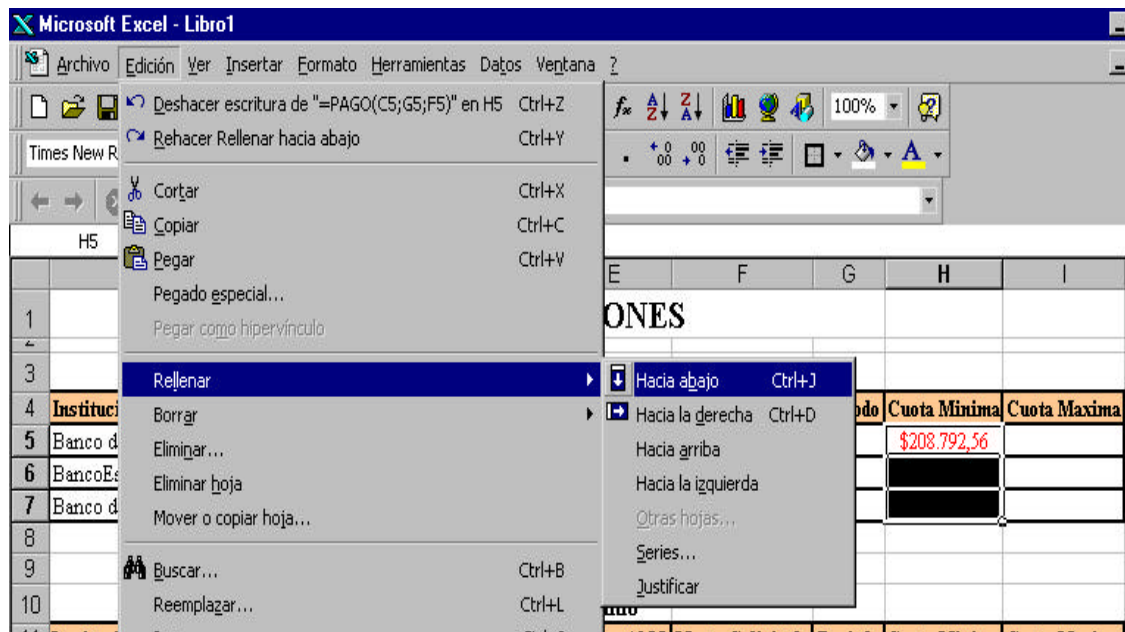 Microsoft Excel - Libro1
Archivo Edición Ver Insertar Formato Herramientas Datos Ventana ?
Deshacer escritura de "=PAGO(C5;G5;F5)" en H5 Ctrl+Z
100%
Rehacer Rellenar hacia abajo Ctrl+Y
Times New R
Cortar Ctrl+X
Copiar Ctrl+C
H5
Pegar Ctrl+V
E F G H I
Pegado especial...
1 ONES
Pegar como hipervínculo
2
3
Rellenar
Hacia abajo Ctrl+J
4 Instituci
Borrar
Hacia la derecha Ctrl+D
odo Cuota Minima Cuota Maxima
5 Banco d
Eliminar...
Hacia arriba
$208.792,56
6 BancoEs
Eliminar hoja
Hacia la izquierda
7 Banco d
Mover o copiar hoja...
Otras hojas...
8
Series...
9
Buscar... Ctrl+B
Justificar
10
Reemplazar... Ctrl+L